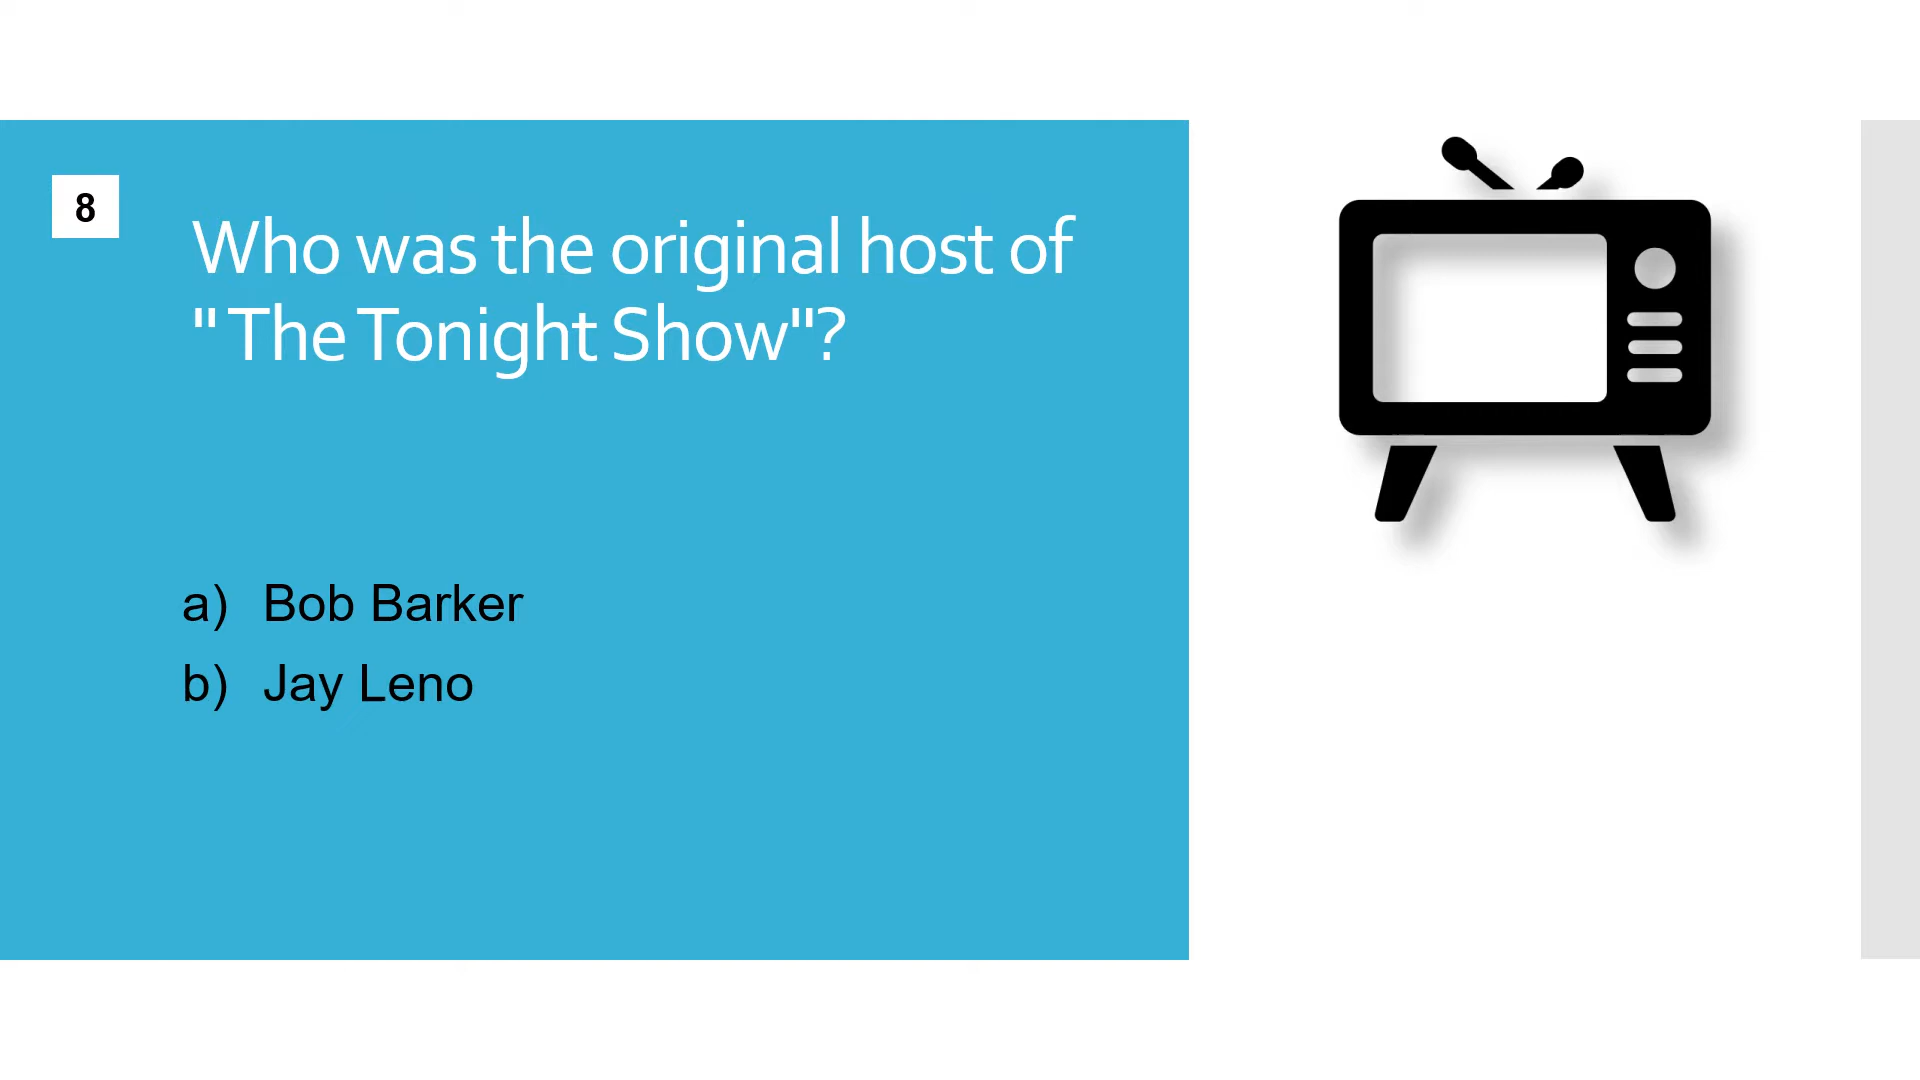 8
Who was the original host of
"The Tonight Show"?
a) Bob Barker
b) Jay Leno